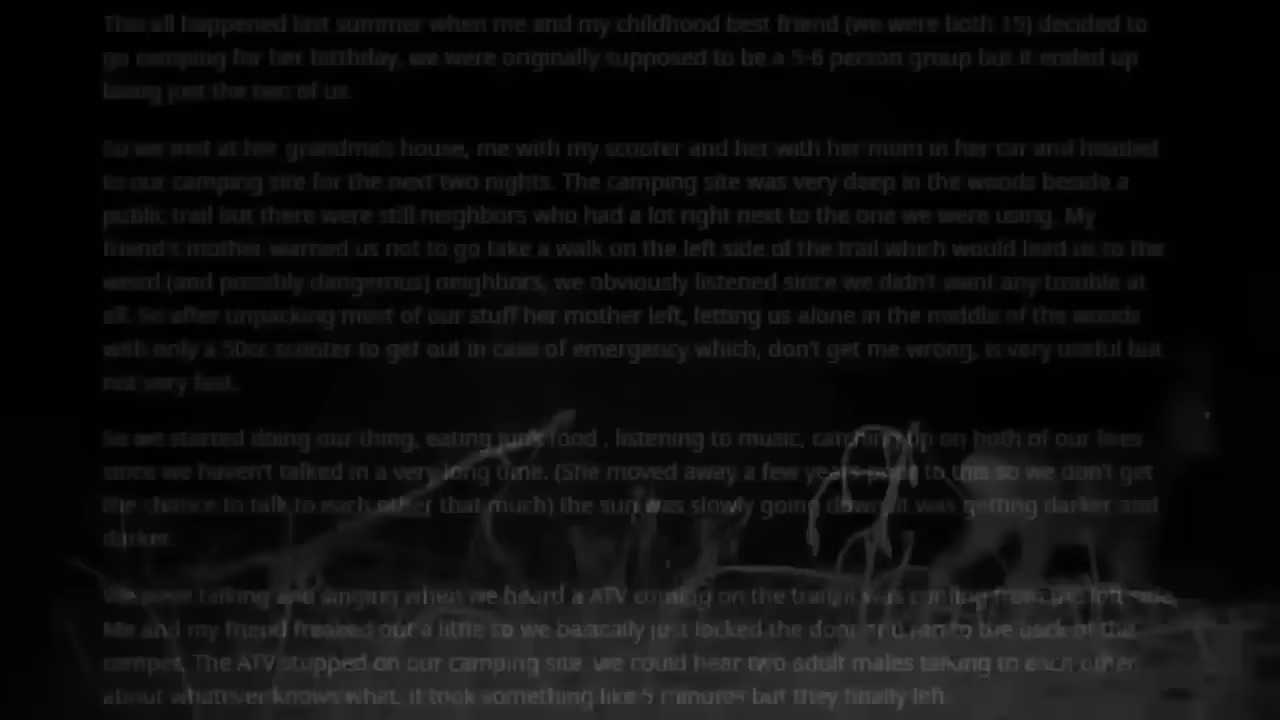 This all happened last summer when me and my childhood best friend (we were both 15) decided to
go camping for her birthday, we were originally supposed to be a 5-6 person group but it ended up
being just the two of us.
So we met at her grandma's house, me with my scooter and her with her mom in her car and headed
to our camping site for the next two nights. The camping site was very deep in the woods beside a
public trail but there were still neighbors who had a lot right next to the one we were using. My
friend's mother warned us not to go take a walk on the left side of the trail which would lead us to the
weird (and possibly dangerous) neighbors, we obviously listened since we didn't want any trouble at
all. So after unpacking most of our stuff her mother left, letting us alone in the middle of the woods
with only a 50cc scooter to get out in case of emergency which, don't get me wrong, is very useful but
not very fast.
So we started doing our thing, eating junk food , listening to music, catching up on both of our lives
since we haven't talked in a very long time. (She moved away a few years prior to this so we don't get
the chance to talk to each other that much) the sun was slowly going down it was getting darker and
darker.
We were talking and singing when we heard a ATV coming on the trail, it was coming from the left side.
Me and my friend freaked out a little so we basically just locked the door and ran to the back of the
camper. The ATV stopped on our camping site, we could hear two adult males talking to each other
about whatever knows what, it took something like 5 minutes but they finally left.